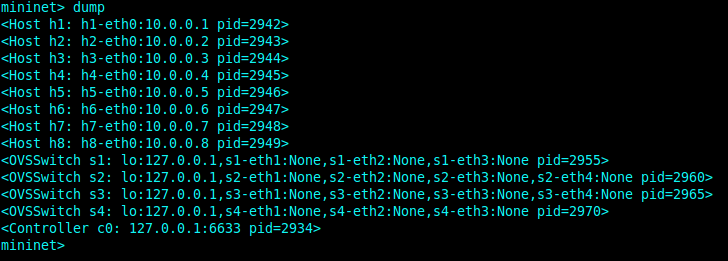 mininet> dump
<Host h1: h1-eth0:10.0.0.1 pid=2942>
<Host h2: h2-eth0:10.0.0.2 pid=2943>
<Host h3: h3-eth0:10.0.0.3 pid=2944>
<Host h4: h4-eth0:10.0.0.4 pid=2945>
<Host h5: h5-eth0:10.0.0.5 pid=2946>
<Host h6: h6-eth0:10.0.0.6 pid=2947>
<Host h7: h7-eth0:10.0.0.7 pid=2948>
<Host h8: h8-eth0:10.0.0.8 pid=2949>
<OVSSwitch s1: lo:127.0.0.1,s1-eth1:None,s1-eth2:None,s1-eth3:None pid=2955>
<OVSSwitch s2: lo:127.0.0.1,s2-eth1:None,s2-eth2:None,s2-eth3:None,s2-eth4:None pid=2960>
<OVSSwitch s3: lo:127.0.0.1,s3-eth1:None,s3-eth2:None,s3-eth3:None,s3-eth4:None pid=2965>
<OVSSwitch s4: lo:127.0.0.1,s4-eth1:None,s4-eth2:None,s4-eth3:None pid=2970>
<Controller c0: 127.0.0.1:6633 pid=2934>
mininet>